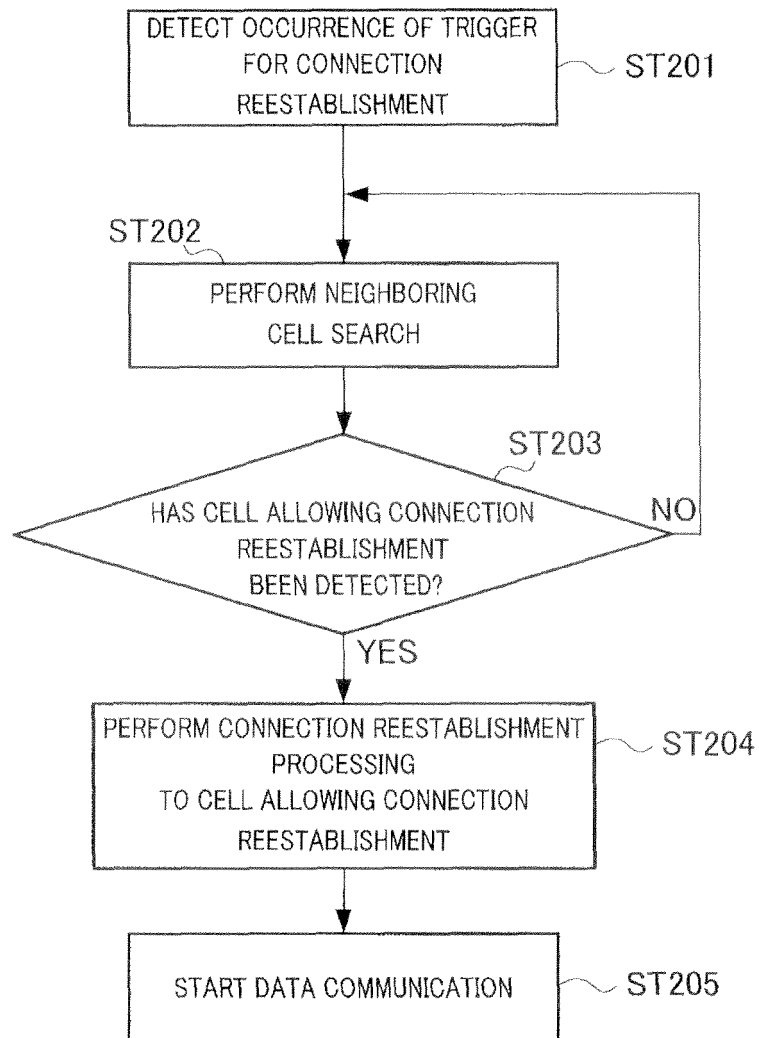 DETECT OCCURRENCE OF TRIGGER
FOR CONNECTION
REESTABLISHMENT
ST201
ST202
PERFORM NEIGHBORING
CELL SEARCH
ST203
HAS CELL ALLOWING CONNECTION
REESTABLISHMENT
BEEN DETECTED?
NO
YES
PERFORM CONNECTION REESTABLISHMENT
PROCESSING
TO CELL ALLOWING CONNECTION
REESTABLISHMENT
ST204
START DATA COMMUNICATION
ST205